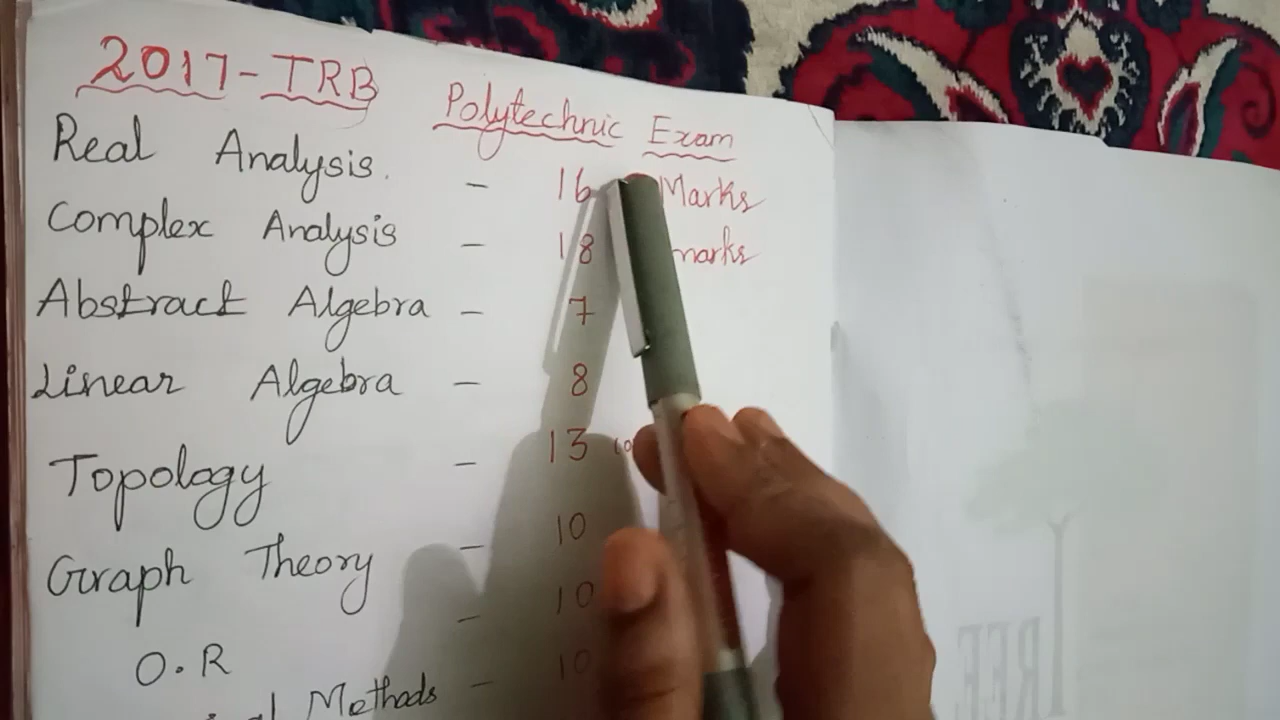 2017-TRB Polytechnic Exam
Real Analysis. - 16 Marks
Complex Analysis - 18 marks
Abstract Algebra - 7
Linear Algebra - 8
Topology - 13
Graph Theory - 10
O.R - 10
Methods - 10